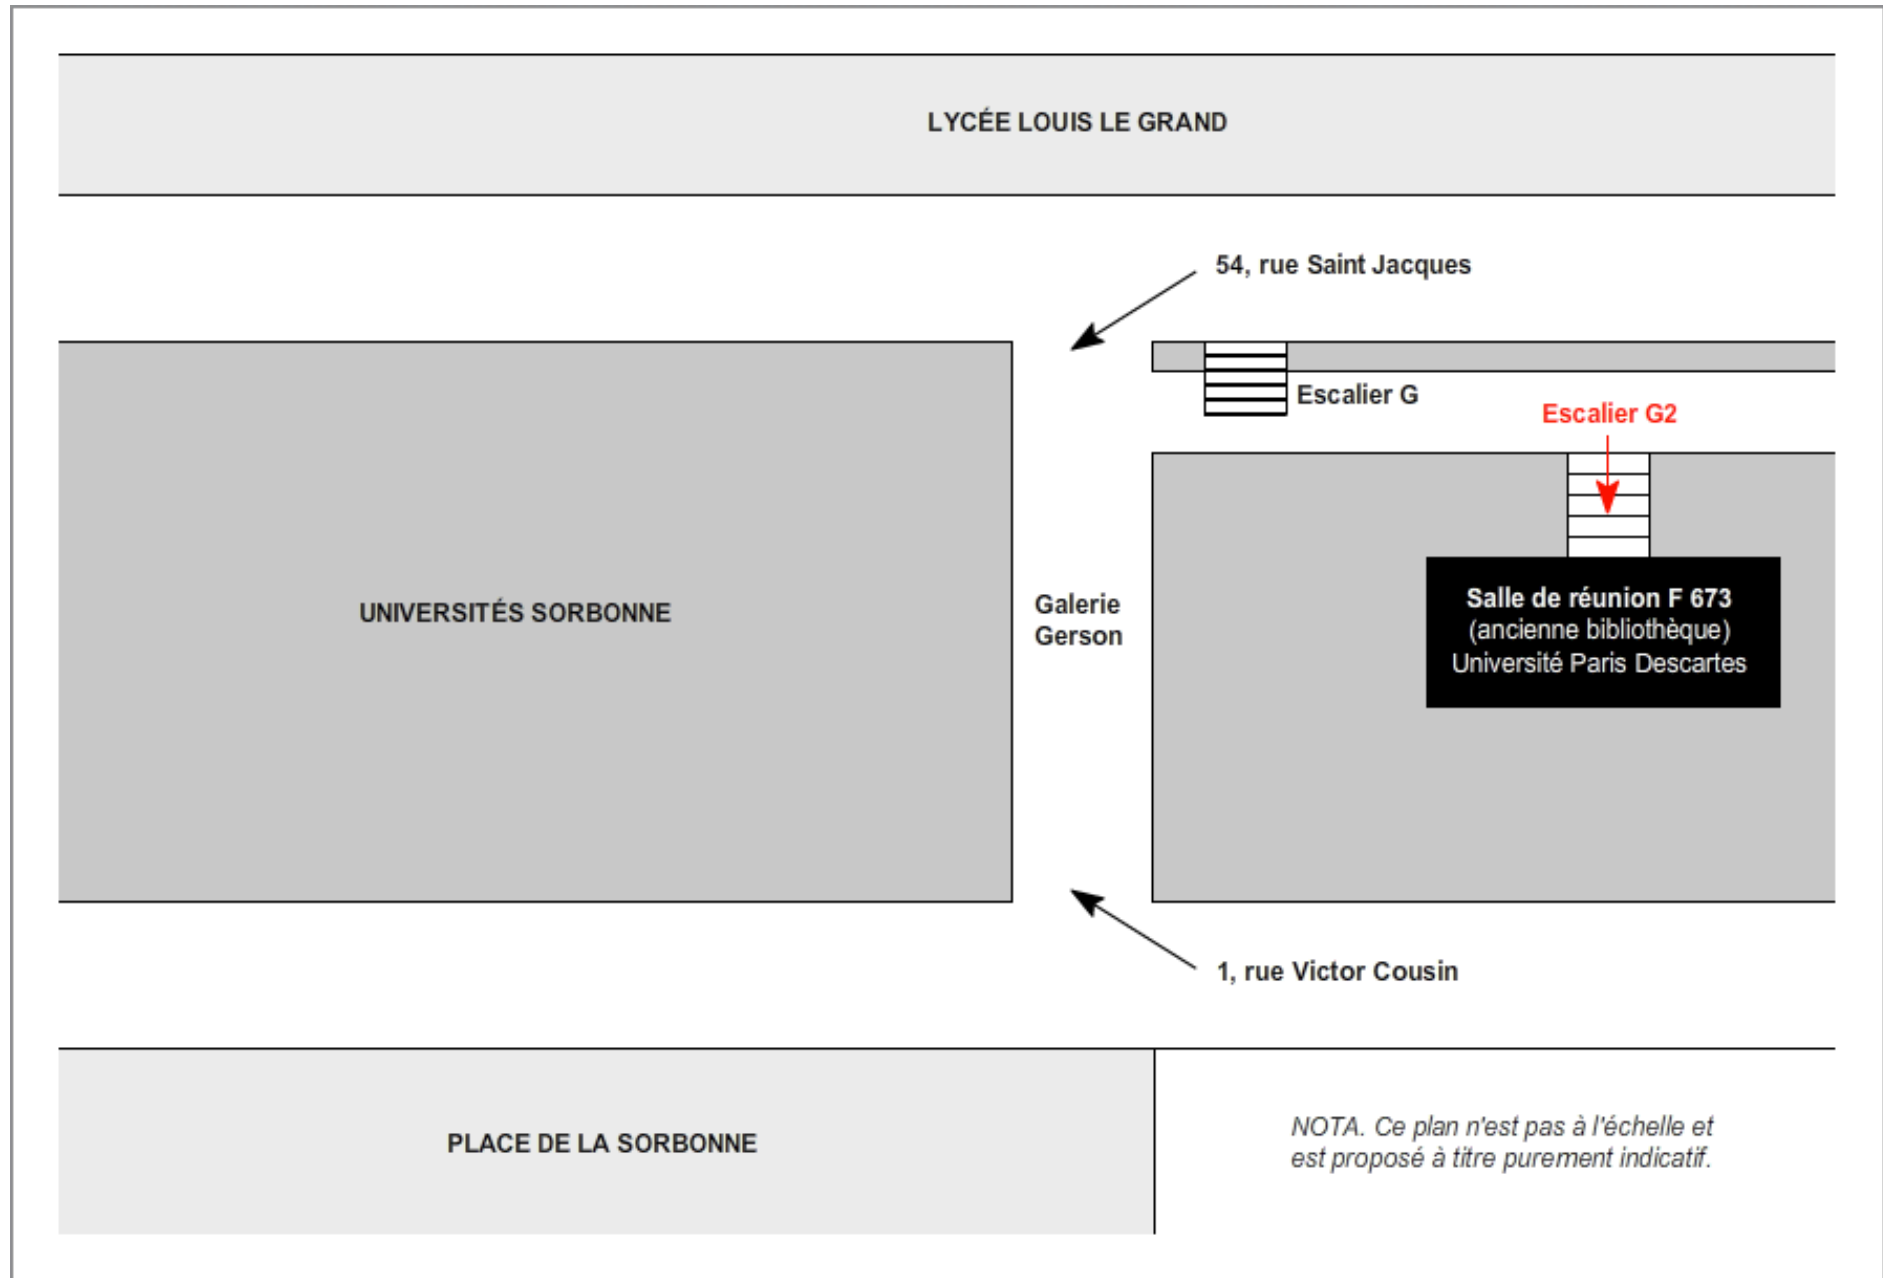 LYCÉE LOUIS LE GRAND
54, rue Saint Jacques
Escalier G
Escalier G2
UNIVERSITÉS SORBONNE
Galerie
Gerson
Salle de réunion F 673
(ancienne bibliothèque)
Université Paris Descartes
1, rue Victor Cousin
PLACE DE LA SORBONNE
NOTA. Ce plan n'est pas à l'échelle et
est proposé à titre purement indicatif.